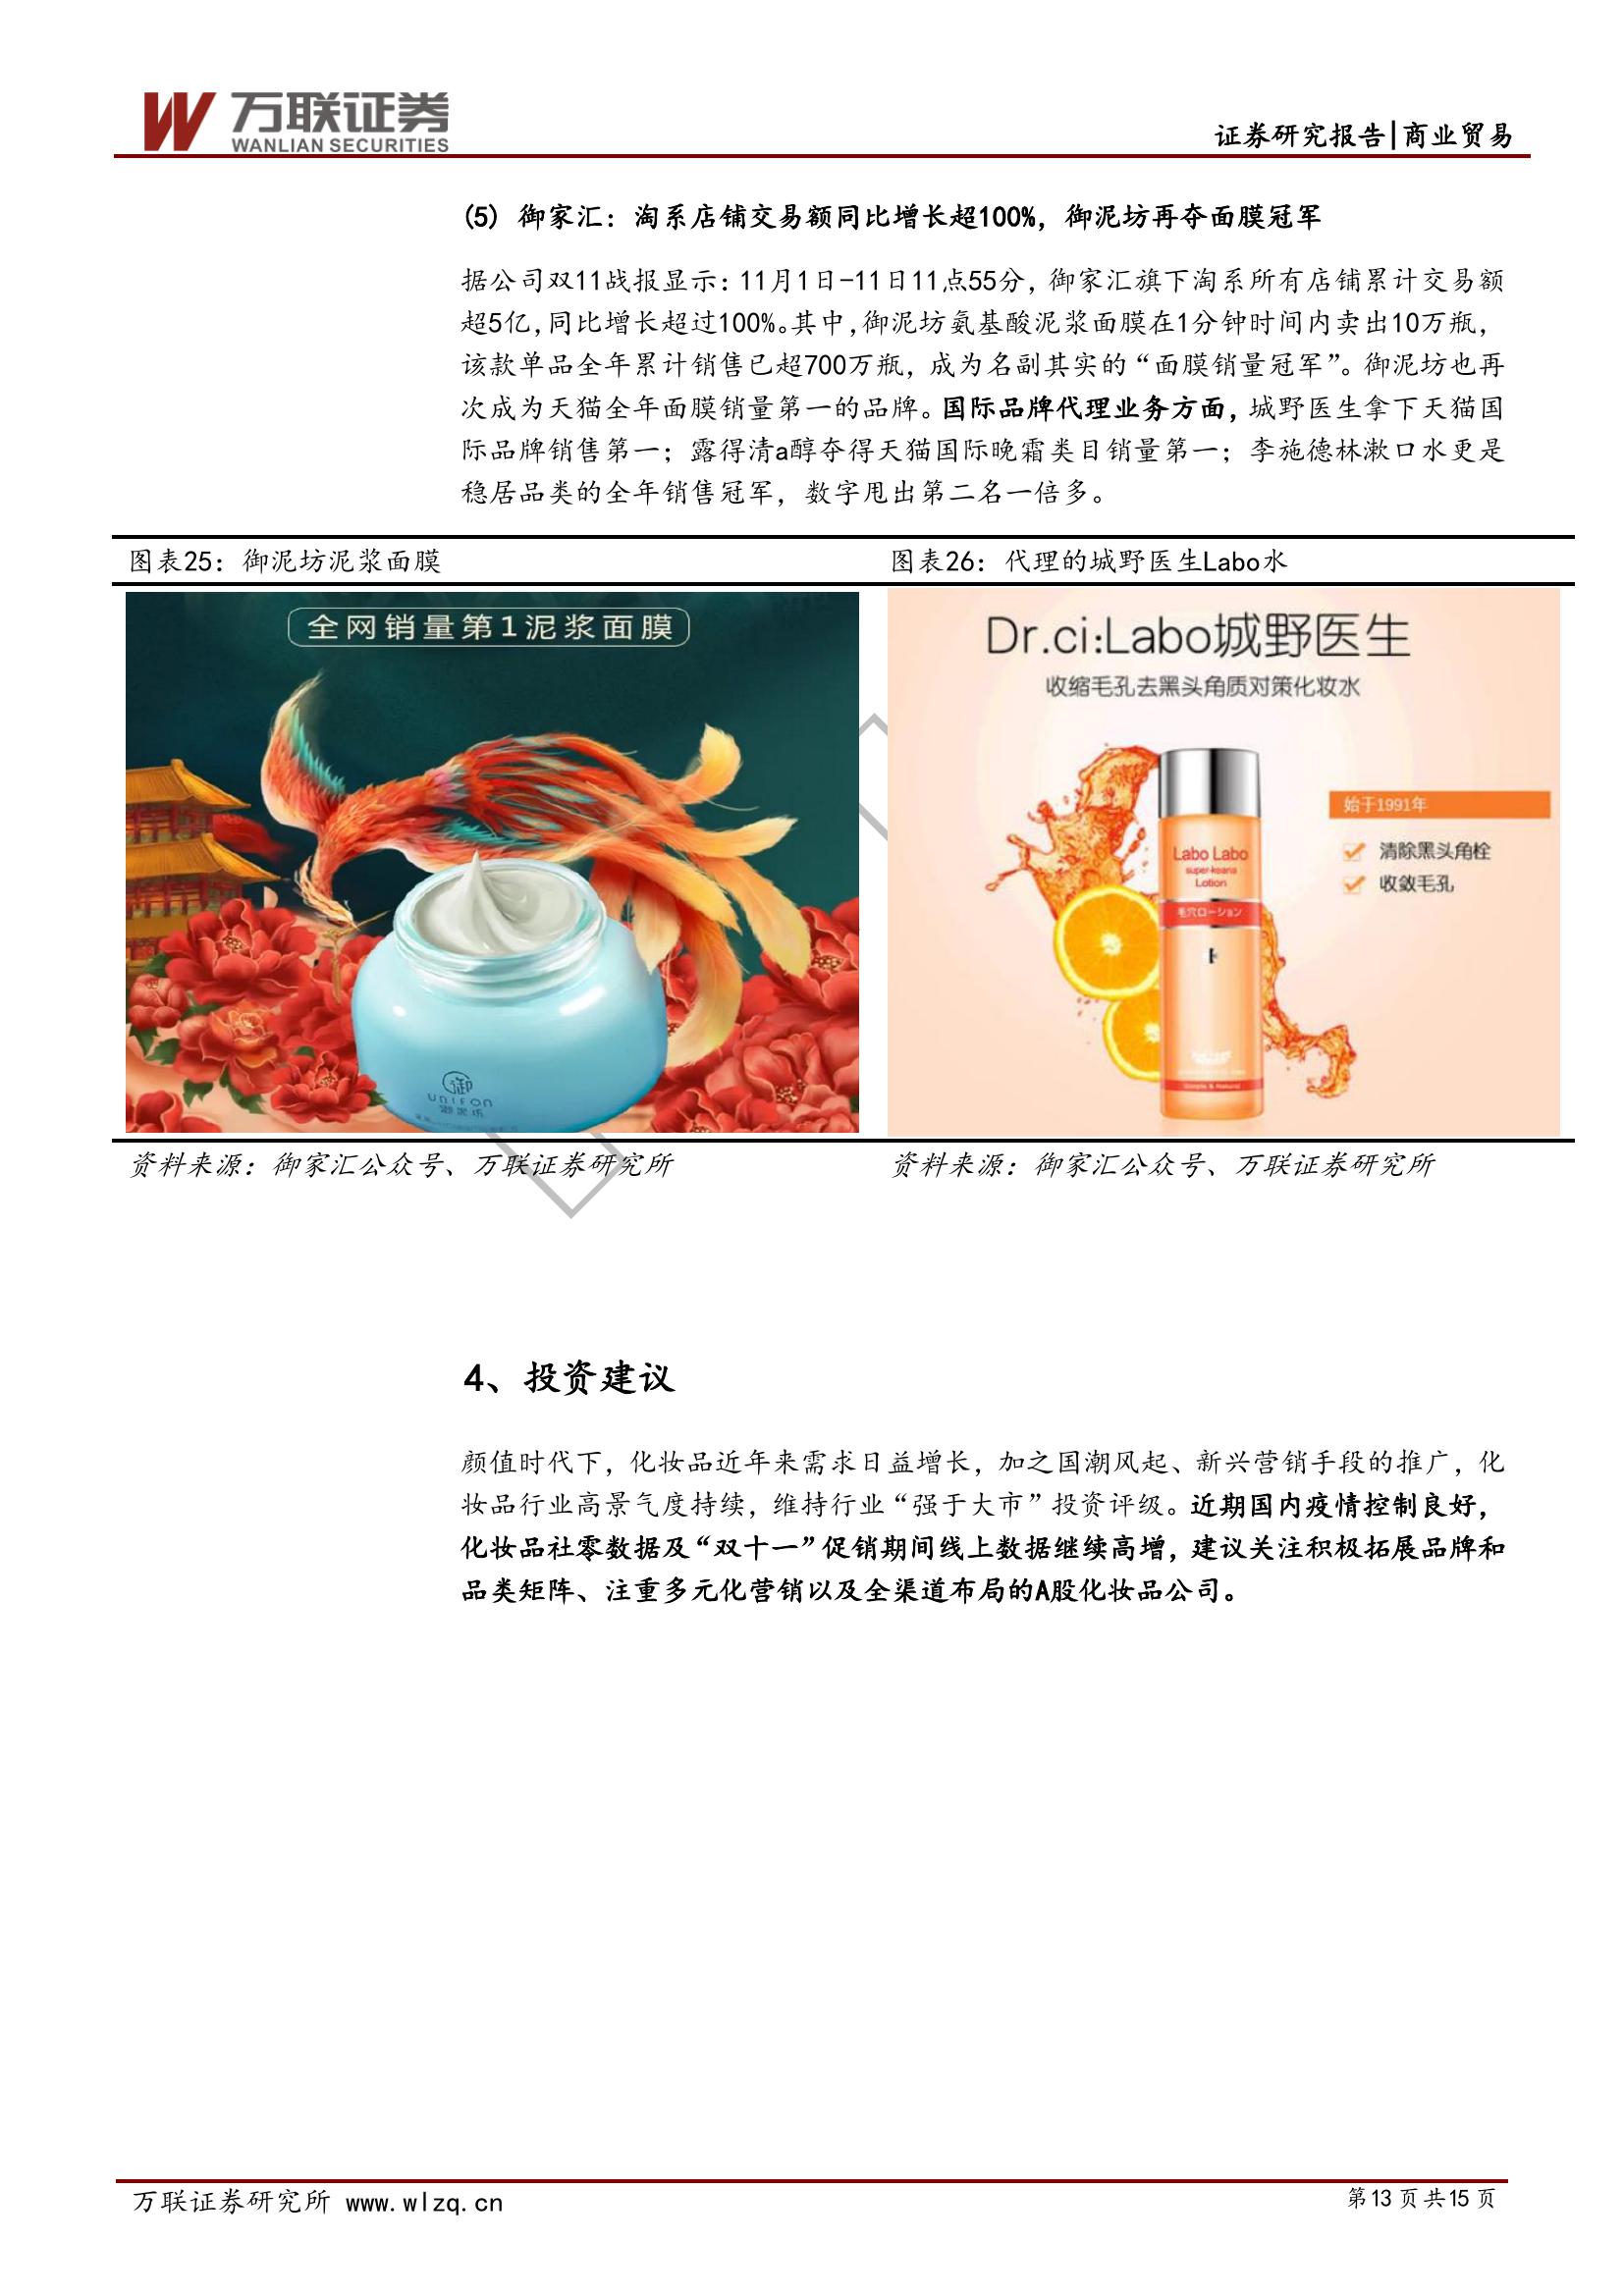 万联证券
WANLIAN SECURITIES
证券研究报告|商业贸易
(5) 御家汇：淘系店铺交易额同比增长超100%，御泥坊再夺面膜冠军
据公司双11战报显示：11月1日-11日11点55分，御家汇旗下淘系所有店铺累计交易额
超5亿，同比增长超过100%。其中，御泥坊氨基酸泥浆面膜在1分钟时间内卖出10万瓶，
该款单品全年累计销售已超700万瓶，成为名副其实的“面膜销量冠军”。御泥坊也再
次成为天猫全年面膜销量第一的品牌。国际品牌代理业务方面，城野医生拿下天猫国
际品牌销售第一；露得清a醇夺得天猫国际晚霜类目销量第一；李施德林漱口水更是
稳居品类的全年销售冠军，数字甩出第二名一倍多。
图表25：御泥坊泥浆面膜
图表26：代理的城野医生Labo水
全网销量第1泥浆面膜
御
UNIFON
御泥坊
Dr.ci:Labo城野医生
收缩毛孔去黑头角质对策化妆水
始于1991年
清除黑头角栓
收敛毛孔
Labo Labo
super-keana
Lotion
毛穴ローション
Simple & Natural
资料来源：御家汇公众号、万联证券研究所
资料来源：御家汇公众号、万联证券研究所
4、投资建议
颜值时代下，化妆品近年来需求日益增长，加之国潮风起、新兴营销手段的推广，化
妆品行业高景气度持续，维持行业“强于大市”投资评级。近期国内疫情控制良好，
化妆品社零数据及“双十一”促销期间线上数据继续高增，建议关注积极拓展品牌和
品类矩阵、注重多元化营销以及全渠道布局的A股化妆品公司。
万联证券研究所 www.wlzq.cn
第13页共15页